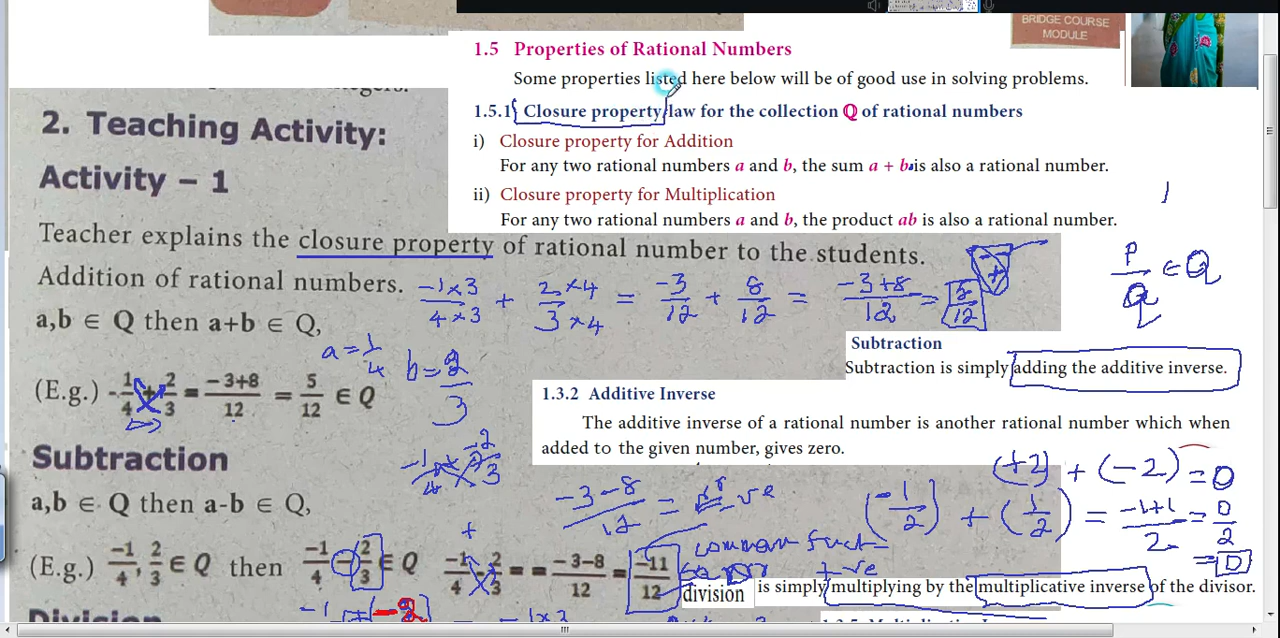 BRIDGE COURSE
MODULE
1.5 Properties of Rational Numbers
Some properties listed here below will be of good use in solving problems.
1.5.1 Closure property law for the collection Q of rational numbers
i) Closure property for Addition
For any two rational numbers a and b, the sum a + b is also a rational number.
ii) Closure property for Multiplication
For any two rational numbers a and b, the product ab is also a rational number.
2. Teaching Activity:
Activity – 1
Teacher explains the closure property of rational number to the students.
Addition of rational numbers.
-1×3/4×3 + 2×4/3×4 = -3/12 + 8/12 = -3+8/12 = 5/12
P/Q ∈ Q
a,b ∈ Q then a+b ∈ Q,
a = 1/4 b = 2/3
(E.g.) -1/4 + 2/3 = -3+8/12 = 5/12 ∈ Q
Subtraction
Subtraction is simply adding the additive inverse.
1.3.2 Additive Inverse
The additive inverse of a rational number is another rational number which when
added to the given number, gives zero.
(+2) + (-2) = 0
(-1/2) + (1/2) = -1+1/2 = 0/2 = 0
Subtraction
a,b ∈ Q then a-b ∈ Q,
-3-8/12 =
(E.g.) -1/4, 2/3 ∈ Q then -1/4 - 2/3 ∈ Q -1/4 - 2/3 = = -3-8/12 = -11/12
common
+ve
division is simply multiplying by the multiplicative inverse of the divisor.